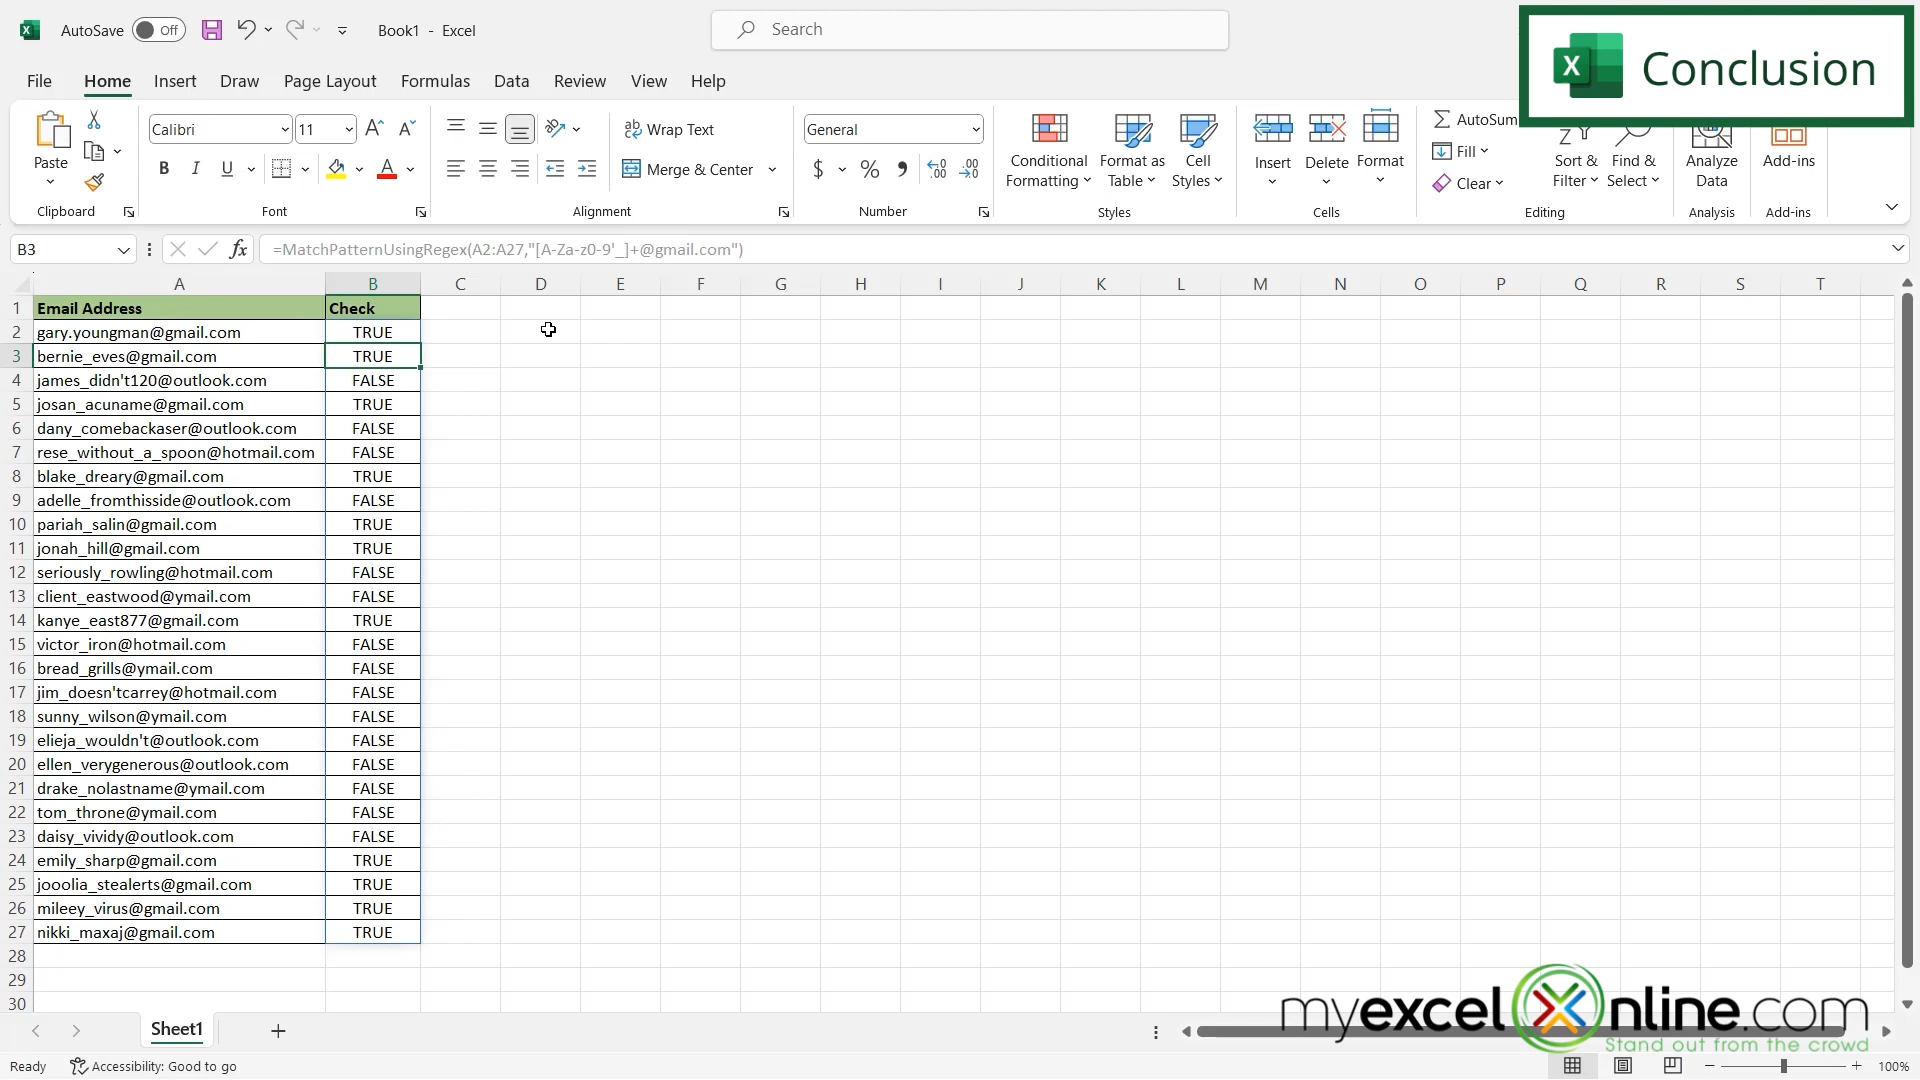 AutoSave Off Book1 - Excel Search
Conclusion
File Home Insert Draw Page Layout Formulas Data Review View Help
Paste
Calibri 11
B I U
Wrap Text
Merge & Center
General
$ %
Conditional Formatting
Format as Table
Cell Styles
Insert
Delete
Format
AutoSum
Fill
Clear
Sort & Filter
Find & Select
Analyze Data
Add-ins
Clipboard Font Alignment Number Styles Cells Editing Analysis Add-ins
B3 fx =MatchPatternUsingRegex(A2:A27,"[A-Za-z0-9'_]+@gmail.com")
A B C D E F G H I J K L M N O P Q R S T
1 Email Address Check
2 gary.youngman@gmail.com TRUE
3 bernie_eves@gmail.com TRUE
4 james_didn't120@outlook.com FALSE
5 josan_acuname@gmail.com TRUE
6 dany_comebackaser@outlook.com FALSE
7 rese_without_a_spoon@hotmail.com FALSE
8 blake_dreary@gmail.com TRUE
9 adelle_fromthisside@outlook.com FALSE
10 pariah_salin@gmail.com TRUE
11 jonah_hill@gmail.com TRUE
12 seriously_rowling@hotmail.com FALSE
13 client_eastwood@ymail.com FALSE
14 kanye_east877@gmail.com TRUE
15 victor_iron@hotmail.com FALSE
16 bread_grills@ymail.com FALSE
17 jim_doesn'tcarrey@hotmail.com FALSE
18 sunny_wilson@ymail.com FALSE
19 elieja_wouldn't@outlook.com FALSE
20 ellen_verygenerous@outlook.com FALSE
21 drake_nolastname@ymail.com FALSE
22 tom_throne@ymail.com FALSE
23 daisy_vividy@outlook.com FALSE
24 emily_sharp@gmail.com TRUE
25 jooolia_stealerts@gmail.com TRUE
26 mileey_virus@gmail.com TRUE
27 nikki_maxaj@gmail.com TRUE
28
29
30
myexcelonline.com
Stand out from the crowd
Sheet1
Ready Accessibility: Good to go 100%